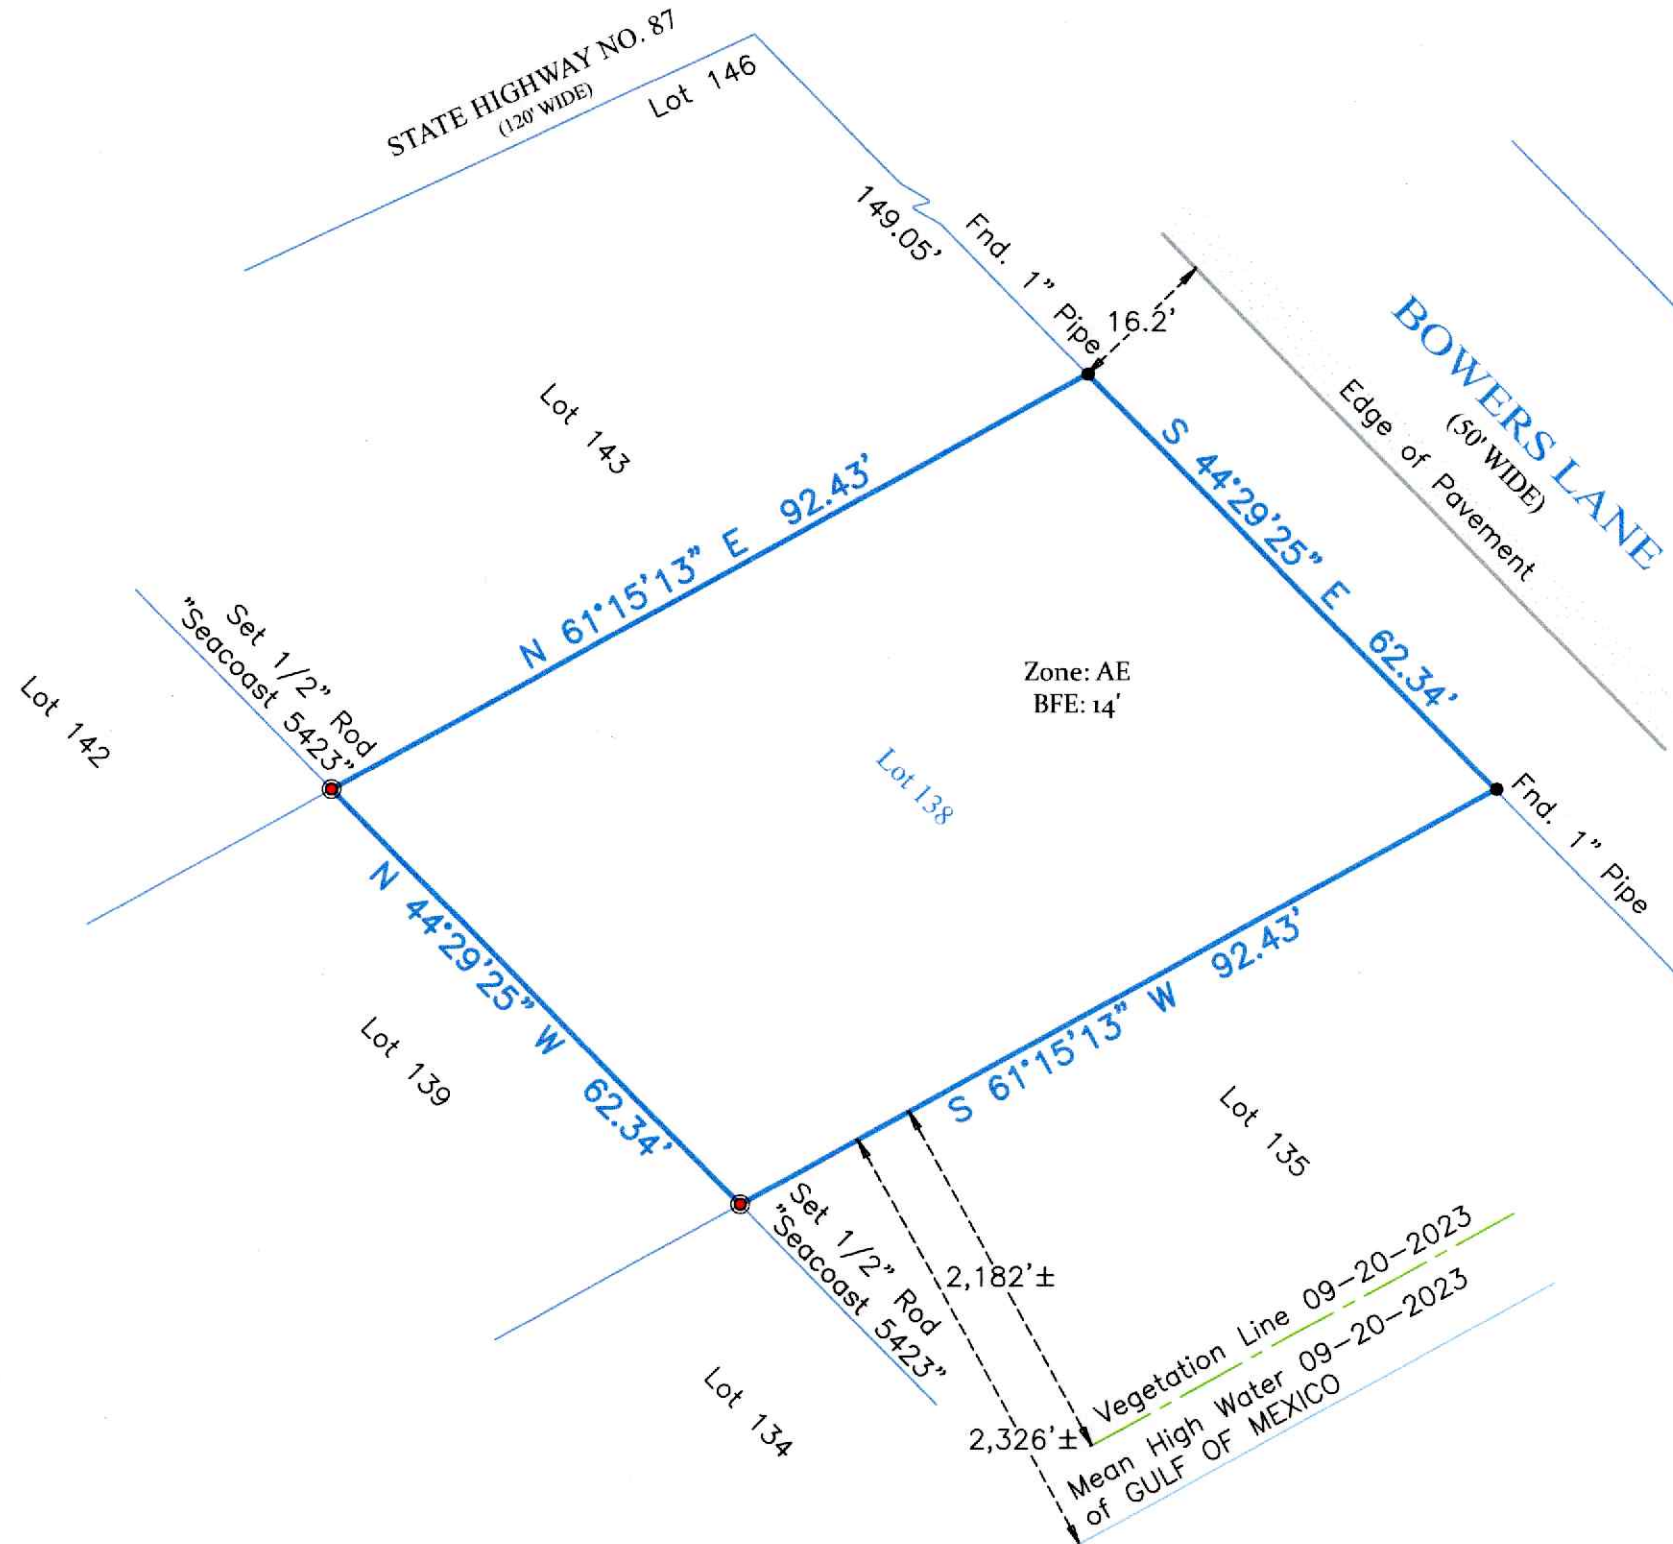 STATE HIGHWAY NO. 87
(120' WIDE)
Lot 146
149.05'
Fnd. 1" Pipe
16.2'
BOWERS LANE
(50' WIDE)
Edge of Pavement
Lot 143
N 61°15'13" E 92.43'
S 44°29'25" E 62.34'
Set 1/2" Rod
"Seacoast 5423"
Lot 142
Zone: AE
BFE: 14'
Lot 138
Fnd. 1" Pipe
N 44°29'25" W 62.34'
S 61°15'13" W 92.43'
Lot 139
Lot 135
Set 1/2" Rod
"Seacoast 5423"
2,182'±
2,326'±
Lot 134
Vegetation Line 09-20-2023
Mean High Water 09-20-2023
of GULF OF MEXICO